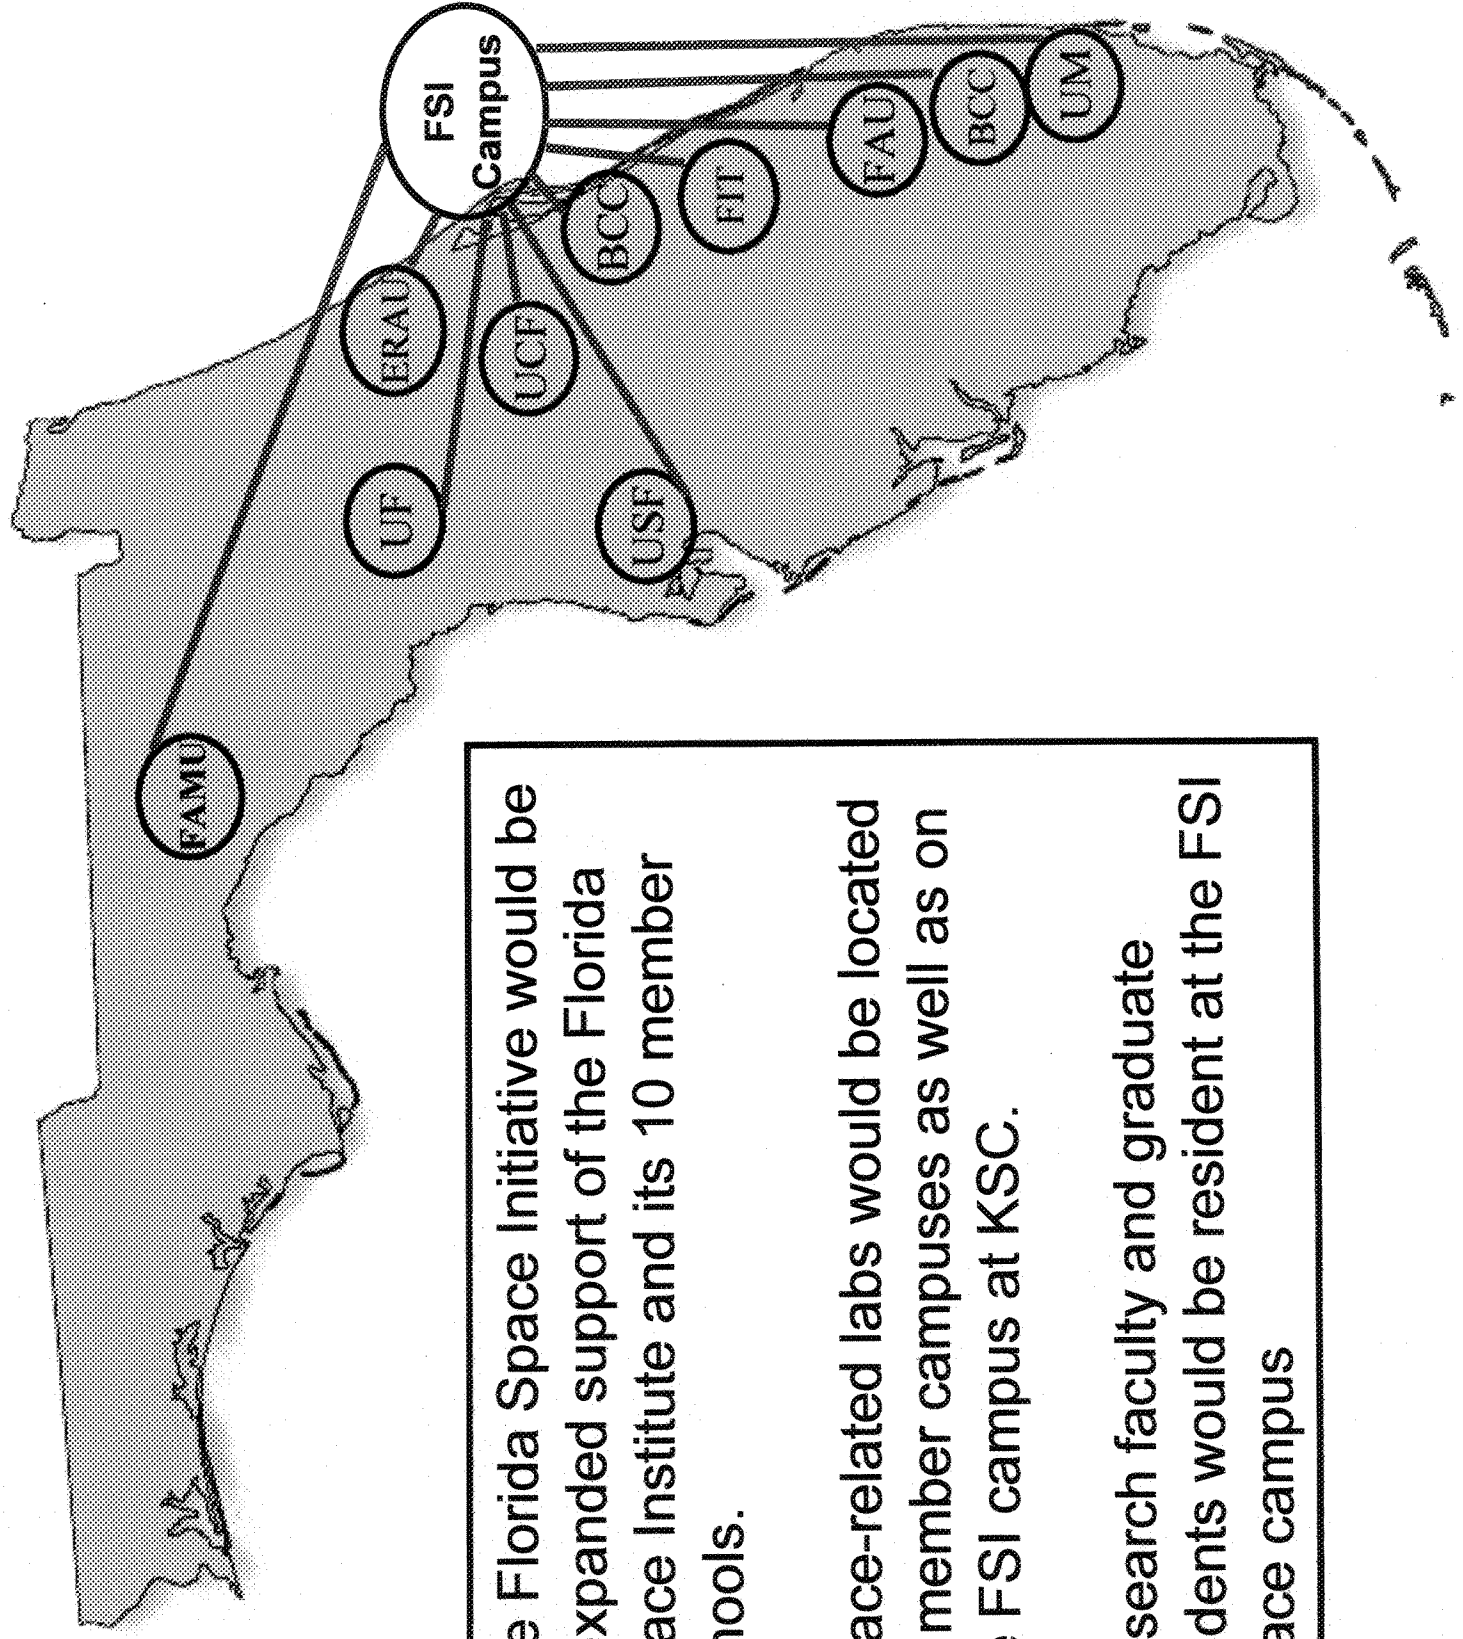 FAMU
UF
ERAU
FSI
Campus
UCF
BCC
USF
FIT
FAU
BCC
UM
e Florida Space Initiative would be
xpanded support of the Florida
ace Institute and its 10 member
hools.
ace-related labs would be located
member campuses as well as on
e FSI campus at KSC.
search faculty and graduate
dents would be resident at the FSI
ace campus